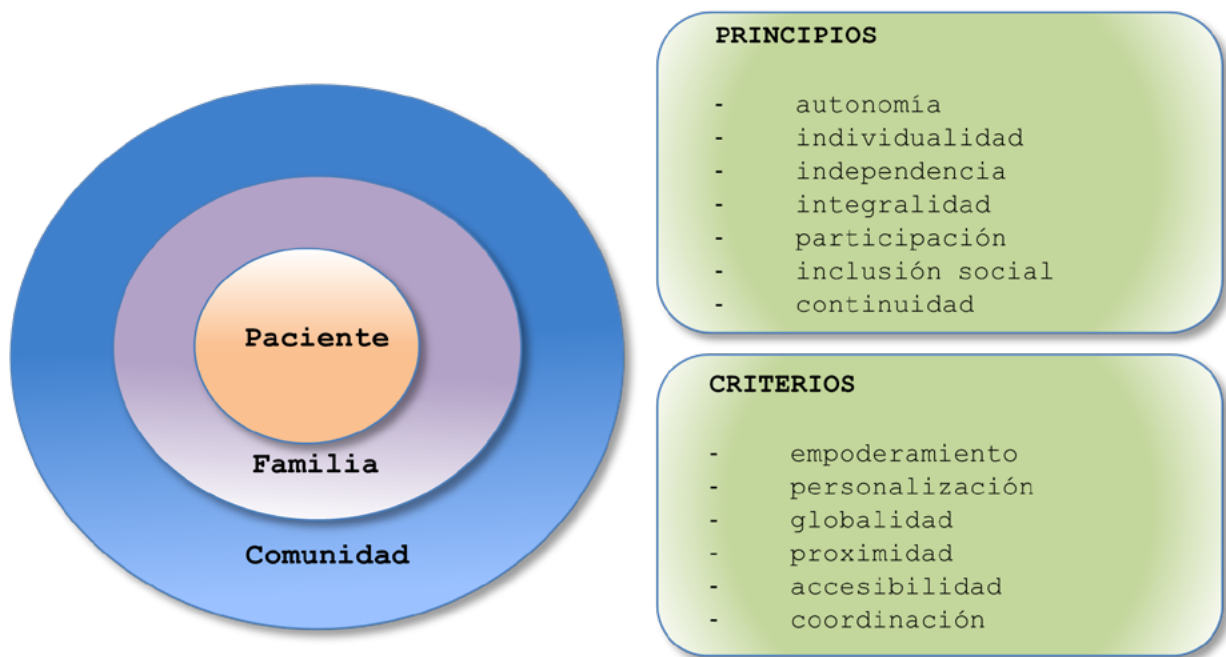 Paciente
Familia
Comunidad
PRINCIPIOS
- autonomía
- individualidad
- independencia
- integralidad
- participación
- inclusión social
- continuidad
CRITERIOS
- empoderamiento
- personalización
- globalidad
- proximidad
- accesibilidad
- coordinación